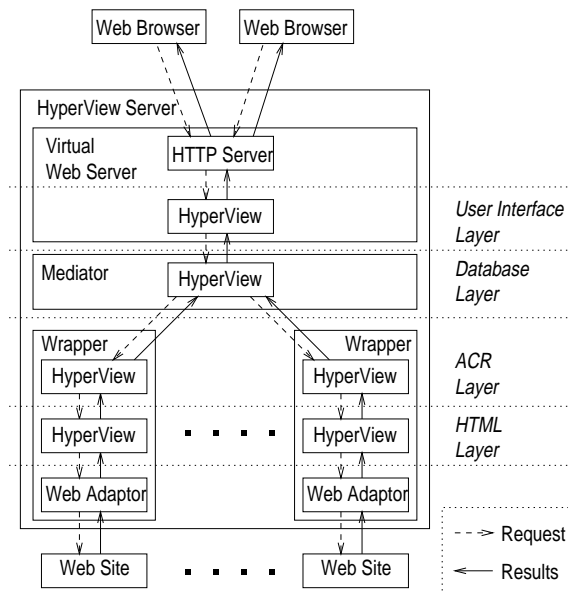 Web Browser
Web Browser
HyperView Server
Virtual
Web Server
HTTP Server
HyperView
User Interface
Layer
Mediator
HyperView
Database
Layer
Wrapper
Wrapper
HyperView
HyperView
ACR
Layer
HyperView
HyperView
HTML
Layer
Web Adaptor
Web Adaptor
Web Site
Web Site
Request
Results